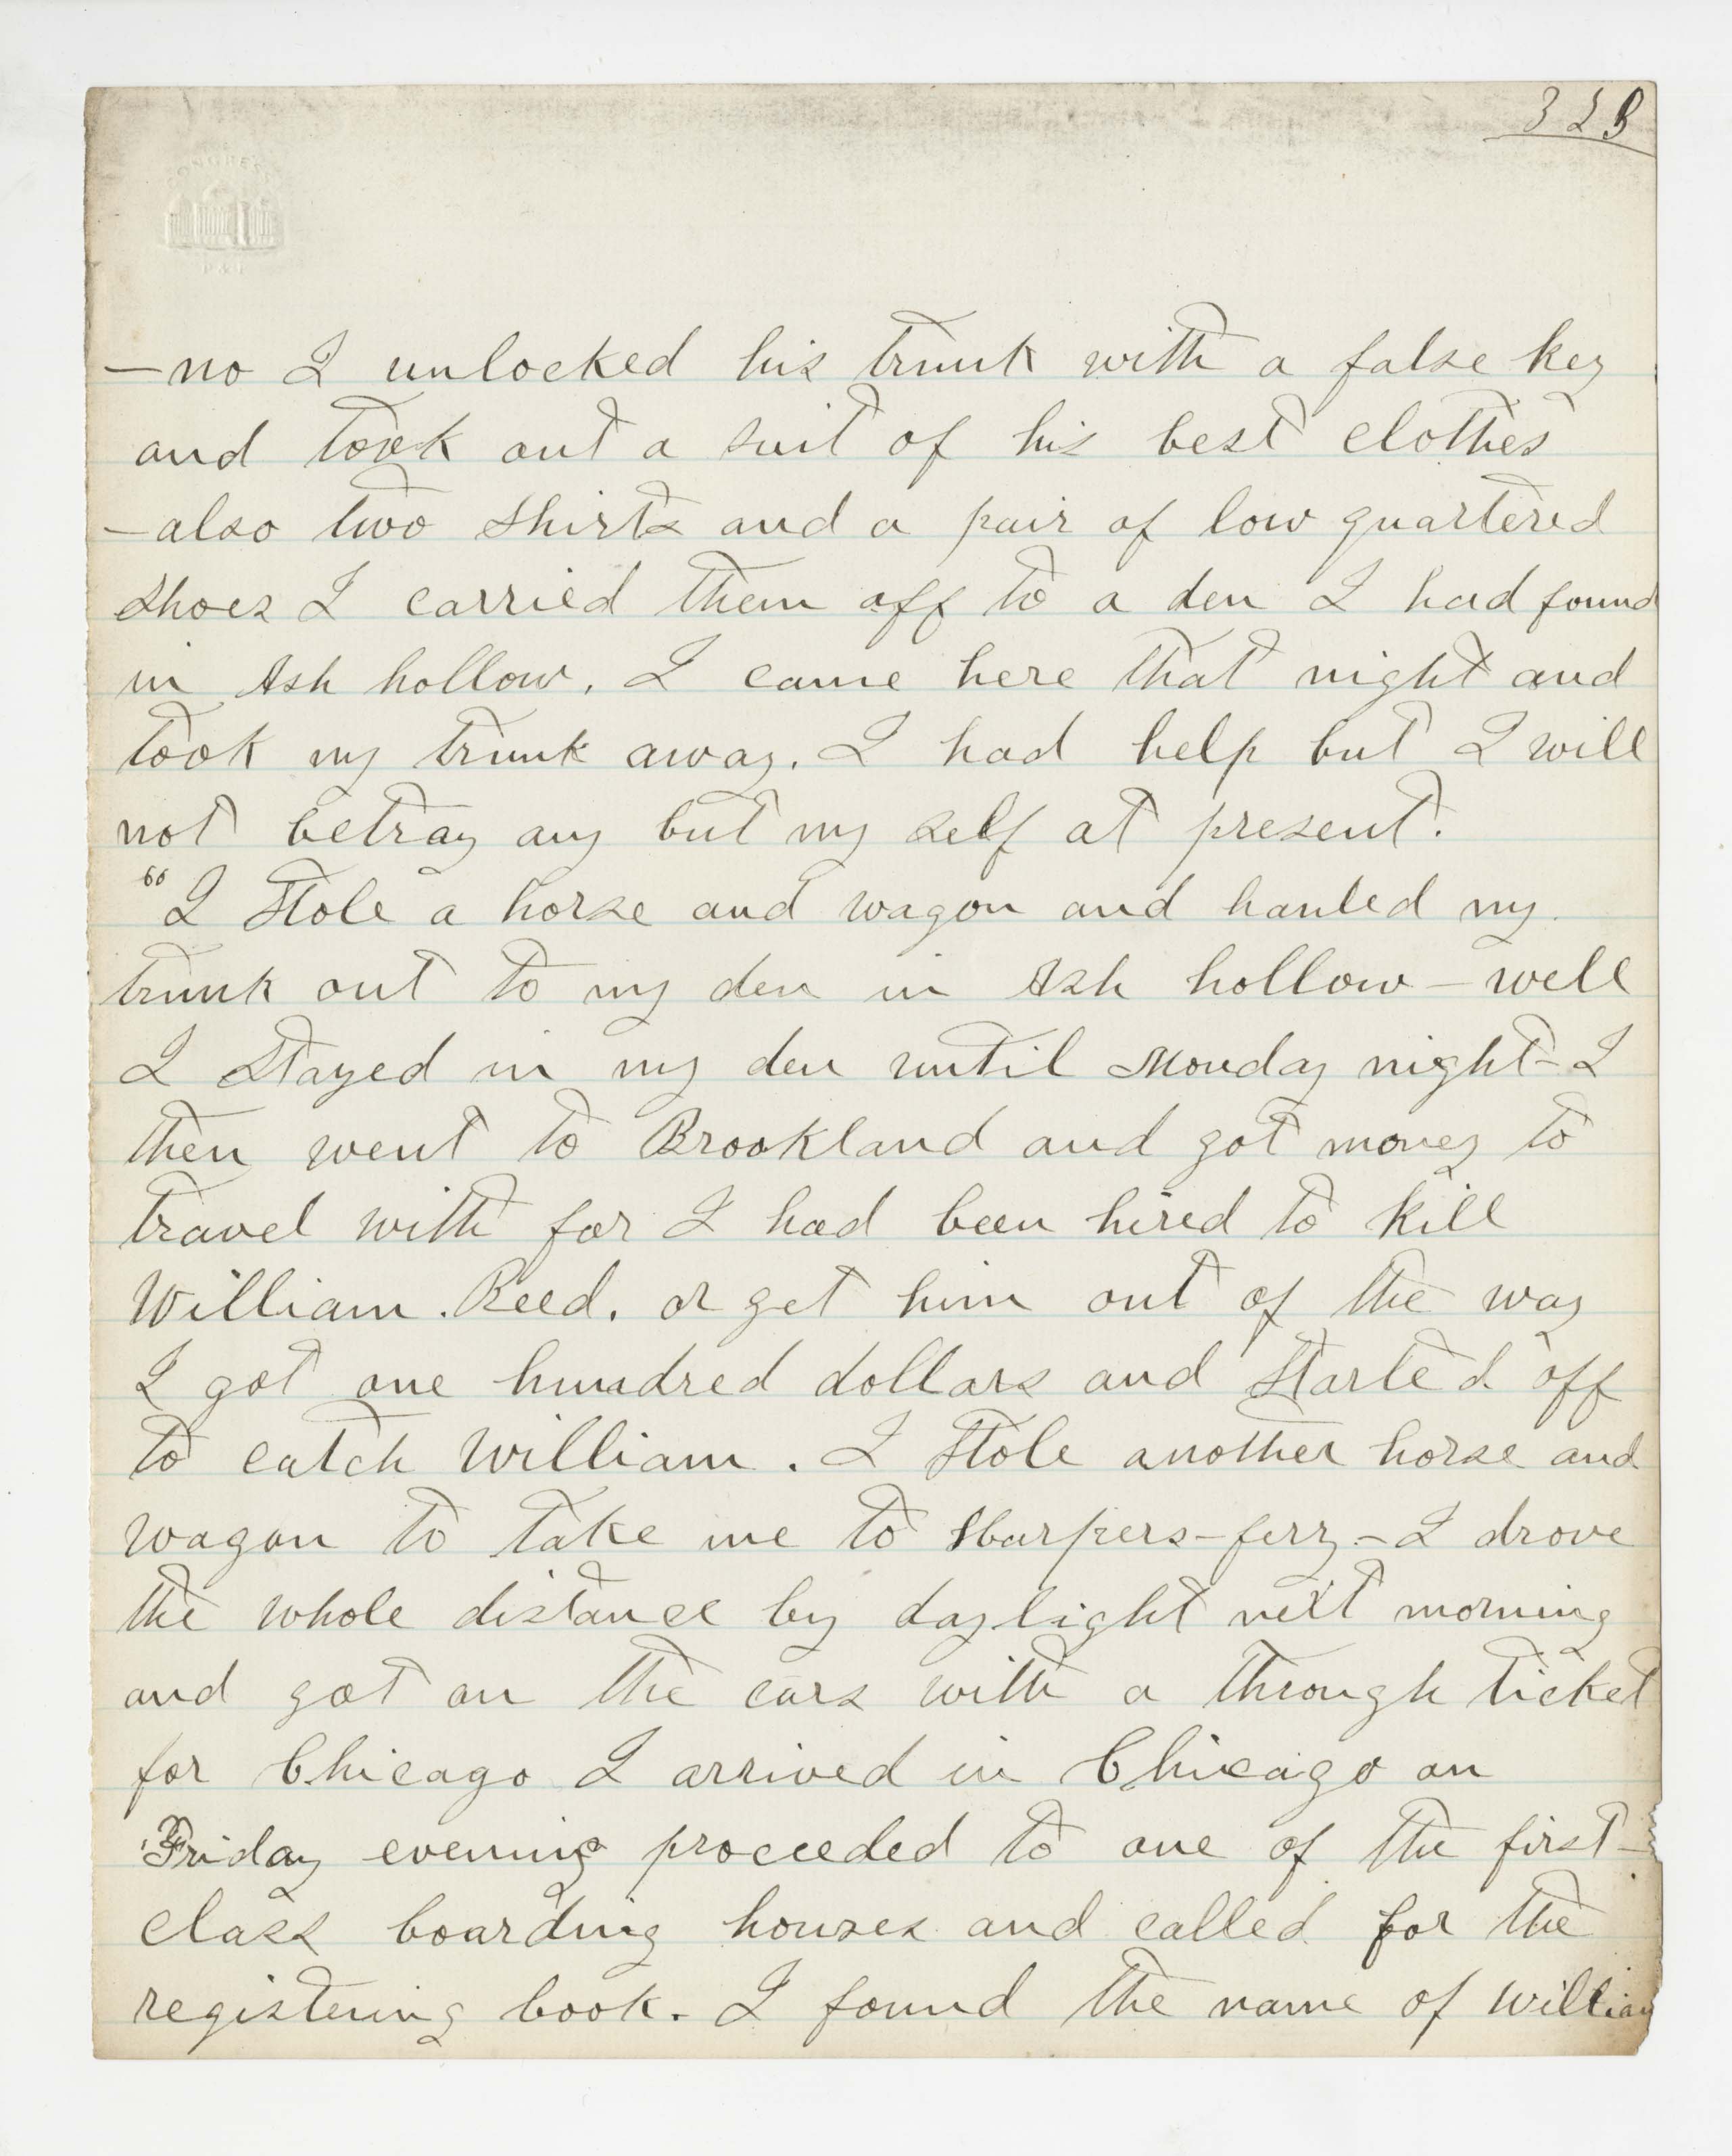 328
CONGRESS
P & P
– no I unlocked his trunk with a false key
and took out a suit of his best clothes
– also two shirts and a pair of low quartered
shoes I carried them off to a den I had found
in Ash hollow. I came here that night and
took my trunk away. I had help but I will
not betray any but my self at present.
"I stole a horse and wagon and hauled my
trunk out to my den in Ash hollow – well
I stayed in my den until Monday night – I
then went to Brookland and got money to
travel with for I had been hired to kill
William. Reed. or get him out of the way
I got one hundred dollars and started off
to catch William. I stole another horse and
wagon to take me to Harpers-ferry – I drove
the whole distance by daylight next morning
and got on the cars with a through ticket
for Chicago I arrived in Chicago on
Friday evening proceeded to one of the first-
class boarding houses and called for the
registering book. I found the name of William